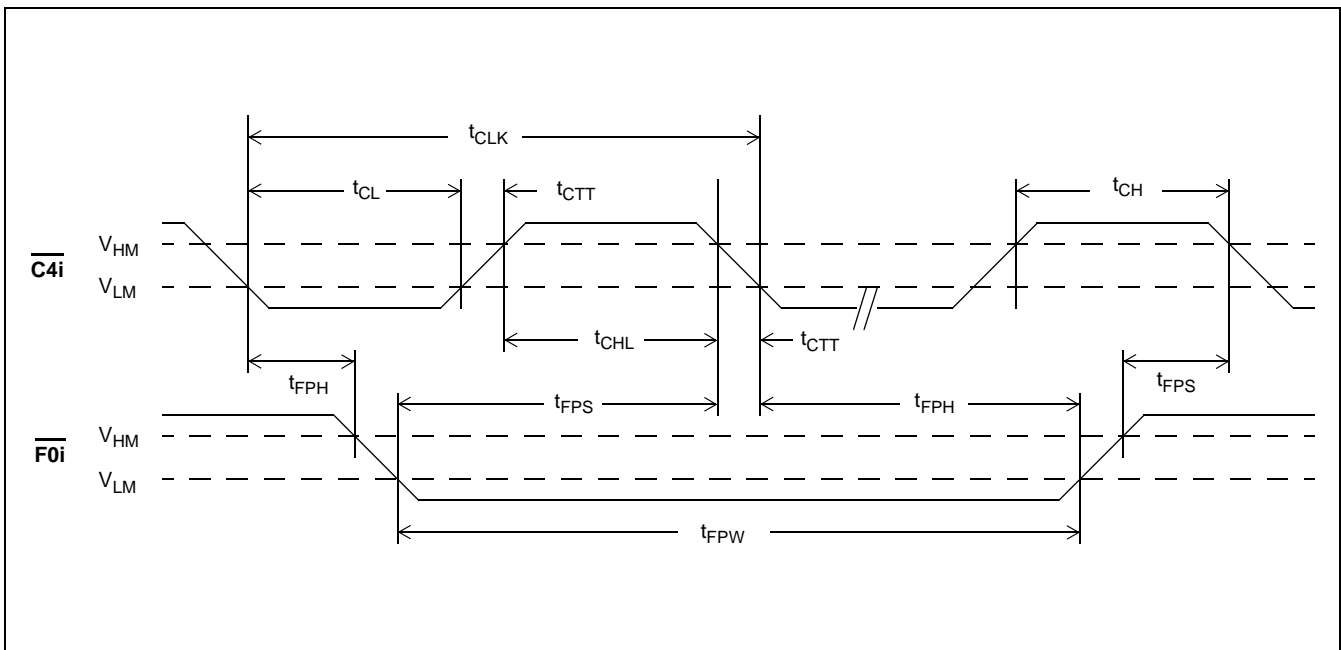 tCLK
tCL
tCTT
tCH
C4i
VHM
VLM
tCHL
tCTT
tFPH
tFPS
tFPS
tFPH
F0i
VHM
VLM
tFPW